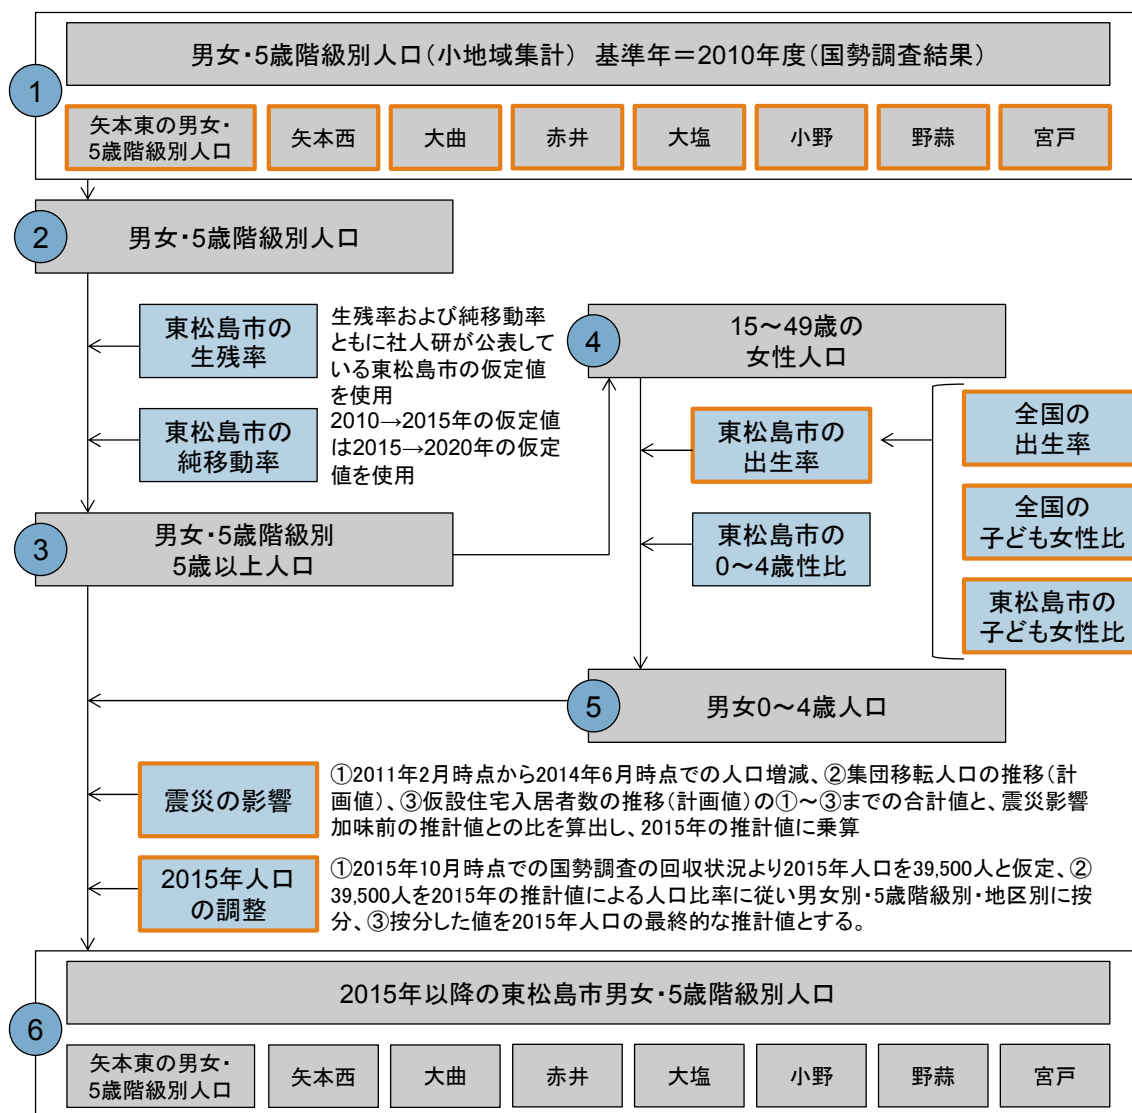 男女・5歳階級別人口（小地域集計） 基準年＝2010年度（国勢調査結果）
1
矢本東の男女・
5歳階級別人口
矢本西
大曲
赤井
大塩
小野
野蒜
宮戸
2
男女・5歳階級別人口
東松島市の
生残率
生残率および純移動率
ともに社人研が公表して
いる東松島市の仮定値
を使用
2010→2015年の仮定値
は2015→2020年の仮定
値を使用
東松島市の
純移動率
3
男女・5歳階級別
5歳以上人口
4
15～49歳の
女性人口
東松島市の
出生率
全国の
出生率
全国の
子ども女性比
東松島市の
0～4歳性比
東松島市の
子ども女性比
5
男女0～4歳人口
震災の影響
①2011年2月時点から2014年6月時点での人口増減、②集団移転人口の推移（計
画値）、③仮設住宅入居者数の推移（計画値）の①～③までの合計値と、震災影響
加味前の推計値との比を算出し、2015年の推計値に乗算
2015年人口
の調整
①2015年10月時点での国勢調査の回収状況より2015年人口を39,500人と仮定、②
39,500人を2015年の推計値による人口比率に従い男女別・5歳階級別・地区別に按
分、③按分した値を2015年人口の最終的な推計値とする。
6
2015年以降の東松島市男女・5歳階級別人口
矢本東の男女・
5歳階級別人口
矢本西
大曲
赤井
大塩
小野
野蒜
宮戸